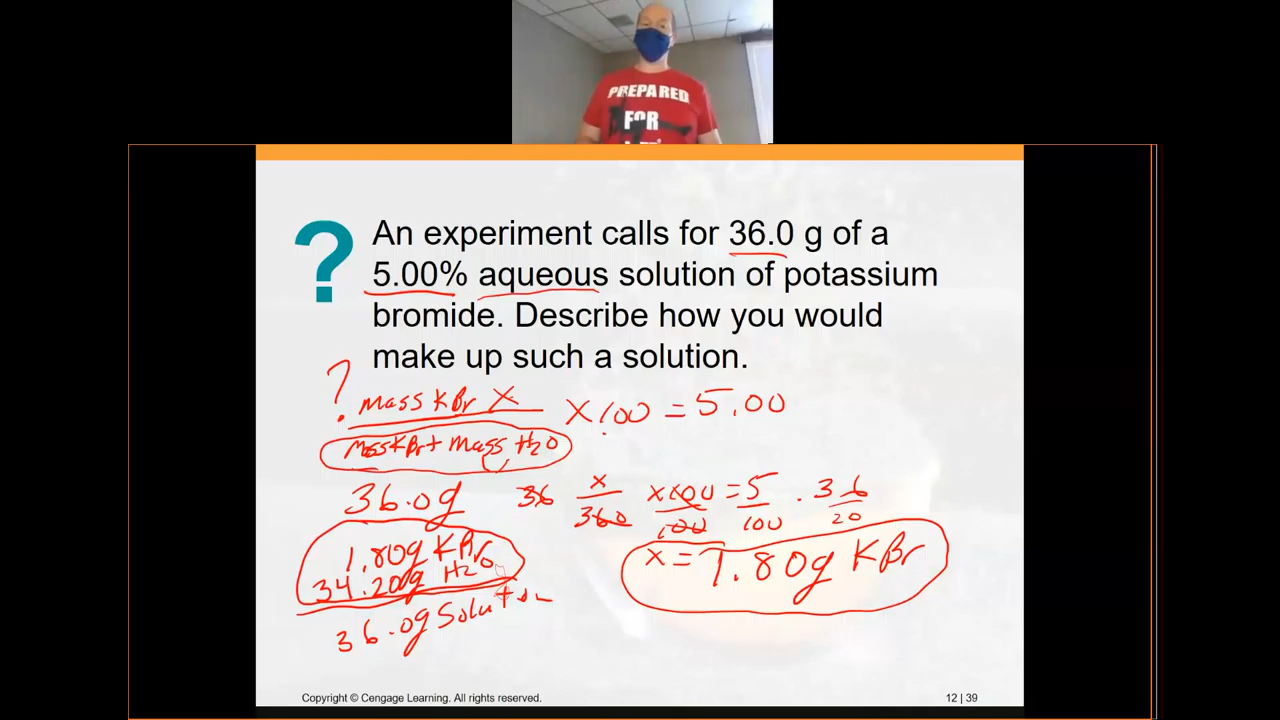 PREPARED
FOR
An experiment calls for 36.0 g of a
5.00% aqueous solution of potassium
bromide. Describe how you would
make up such a solution.
?
? Mass KBr X
Mass KBr + Mass H2O
x 100 = 5.00
36.0g
36 x x 100 = 5 . 36
36.0 100 100 20
x = 1.80g KBr
1.80g KBr
34.20g H2O
36.0g Solution
Copyright © Cengage Learning. All rights reserved.
12 | 39